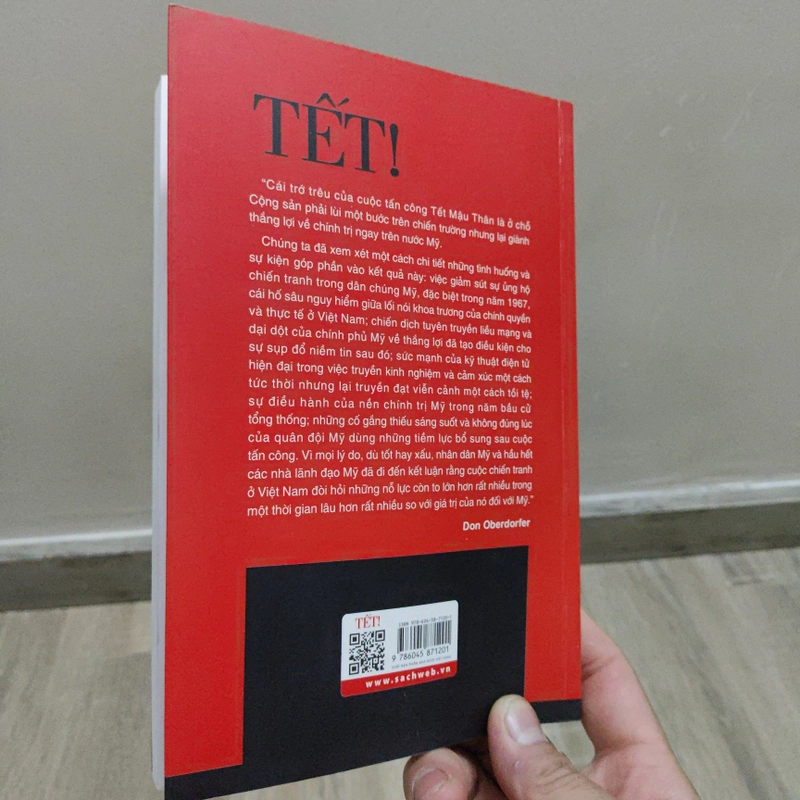 TẾT!
“Cái trớ trêu của cuộc tấn công Tết Mậu Thân là ở chỗ
Cộng sản phải lùi một bước trên chiến trường nhưng lại giành
thắng lợi về chính trị ngay trên nước Mỹ.
Chúng ta đã xem xét một cách chi tiết những tình huống và
sự kiện góp phần vào kết quả này: việc giảm sút sự ủng hộ
chiến tranh trong dân chúng Mỹ, đặc biệt trong năm 1967,
cái hố sâu nguy hiểm giữa lối nói khoa trương của chính quyền
và thực tế ở Việt Nam; chiến dịch tuyên truyền liều mạng và
dại dột của chính phủ Mỹ về thắng lợi đã tạo điều kiện cho
sự sụp đổ niềm tin sau đó; sức mạnh của kỹ thuật điện tử
hiện đại trong việc truyền kinh nghiệm và cảm xúc một cách
tức thời nhưng lại truyền đạt viễn cảnh một cách tồi tệ;
sự điều hành của nền chính trị Mỹ trong năm bầu cử
tổng thống; những cố gắng thiếu sáng suốt và không đúng lúc
của quân đội Mỹ dùng những tiềm lực bổ sung sau cuộc
tấn công. Vì mọi lý do, dù tốt hay xấu, nhân dân Mỹ và hầu hết
các nhà lãnh đạo Mỹ đã đi đến kết luận rằng cuộc chiến tranh
ở Việt Nam đòi hỏi những nỗ lực còn to lớn hơn rất nhiều trong
một thời gian lâu hơn rất nhiều so với giá trị của nó đối với Mỹ.”
Don Oberdorfer
TẾT!
ISBN: 978-604-58-7120-1
9 786045 871201
www.sachweb.vn